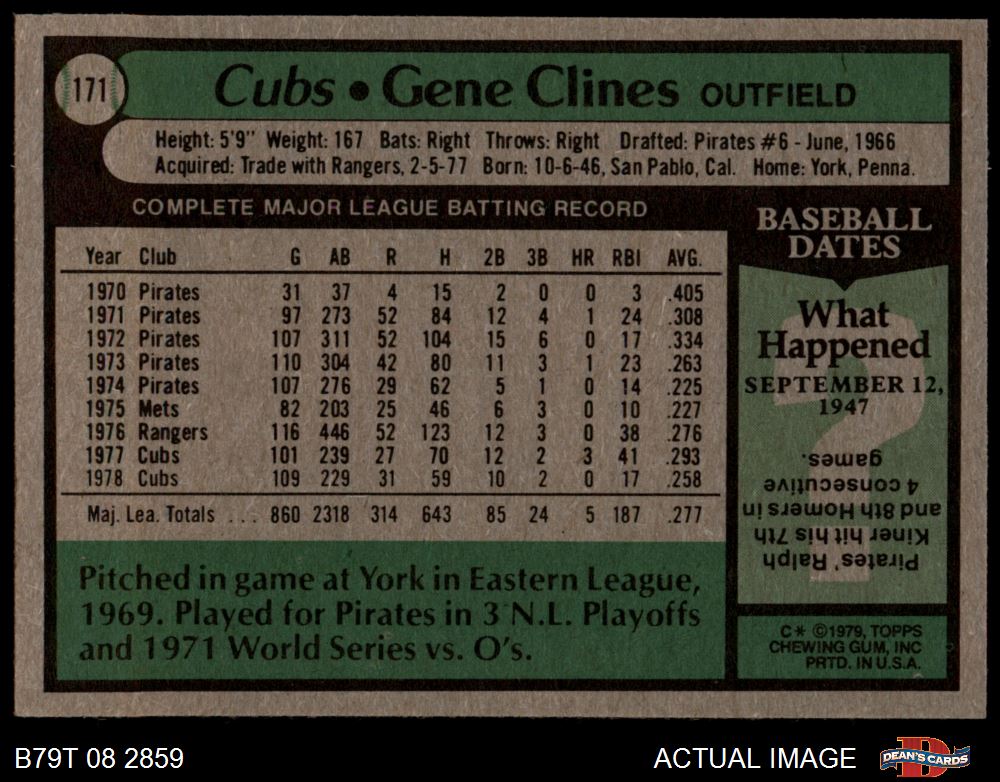 171
Cubs • Gene Clines OUTFIELD
Height: 5'9" Weight: 167 Bats: Right Throws: Right Drafted: Pirates #6 - June, 1966
Acquired: Trade with Rangers, 2-5-77 Born: 10-6-46, San Pablo, Cal. Home: York, Penna.
COMPLETE MAJOR LEAGUE BATTING RECORD
Year Club G AB R H 2B 3B HR RBI AVG.
1970 Pirates 31 37 4 15 2 0 0 3 .405
1971 Pirates 97 273 52 84 12 4 1 24 .308
1972 Pirates 107 311 52 104 15 6 0 17 .334
1973 Pirates 110 304 42 80 11 3 1 23 .263
1974 Pirates 107 276 29 62 5 1 0 14 .225
1975 Mets 82 203 25 46 6 3 0 10 .227
1976 Rangers 116 446 52 123 12 3 0 38 .276
1977 Cubs 101 239 27 70 12 2 3 41 .293
1978 Cubs 109 229 31 59 10 2 0 17 .258
Maj. Lea. Totals ... 860 2318 314 643 85 24 5 187 .277
Pitched in game at York in Eastern League,
1969. Played for Pirates in 3 N.L. Playoffs
and 1971 World Series vs. O's.
BASEBALL
DATES
What
Happened
SEPTEMBER 12,
1947
Pirates' Ralph
Kiner hit his 7th
and 8th Homers in
4 consecutive
games.
C* ©1979, TOPPS
CHEWING GUM, INC
PRTD. IN U.S.A.
B79T 08 2859
ACTUAL IMAGE
DEAN'S CARDS